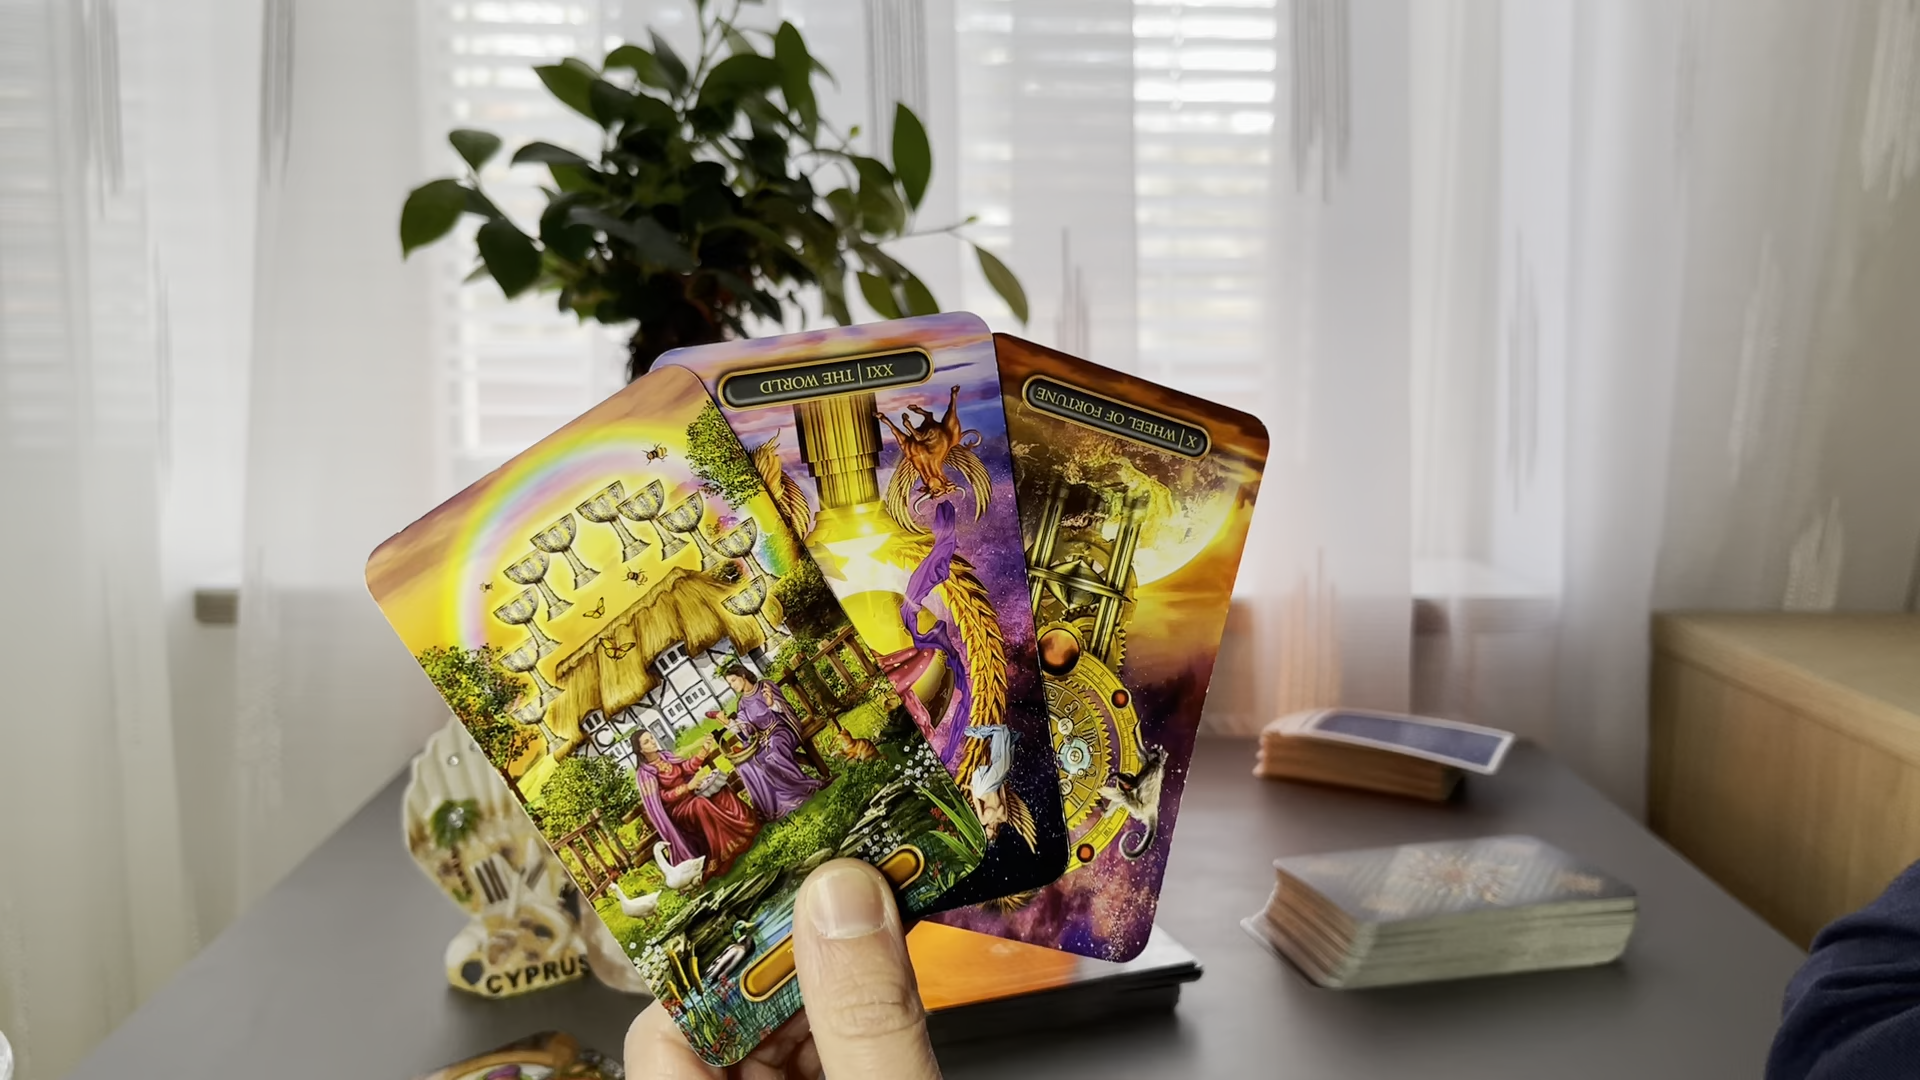 XXI | THE WORLD
X | WHEEL OF FORTUNE
CYPRUS